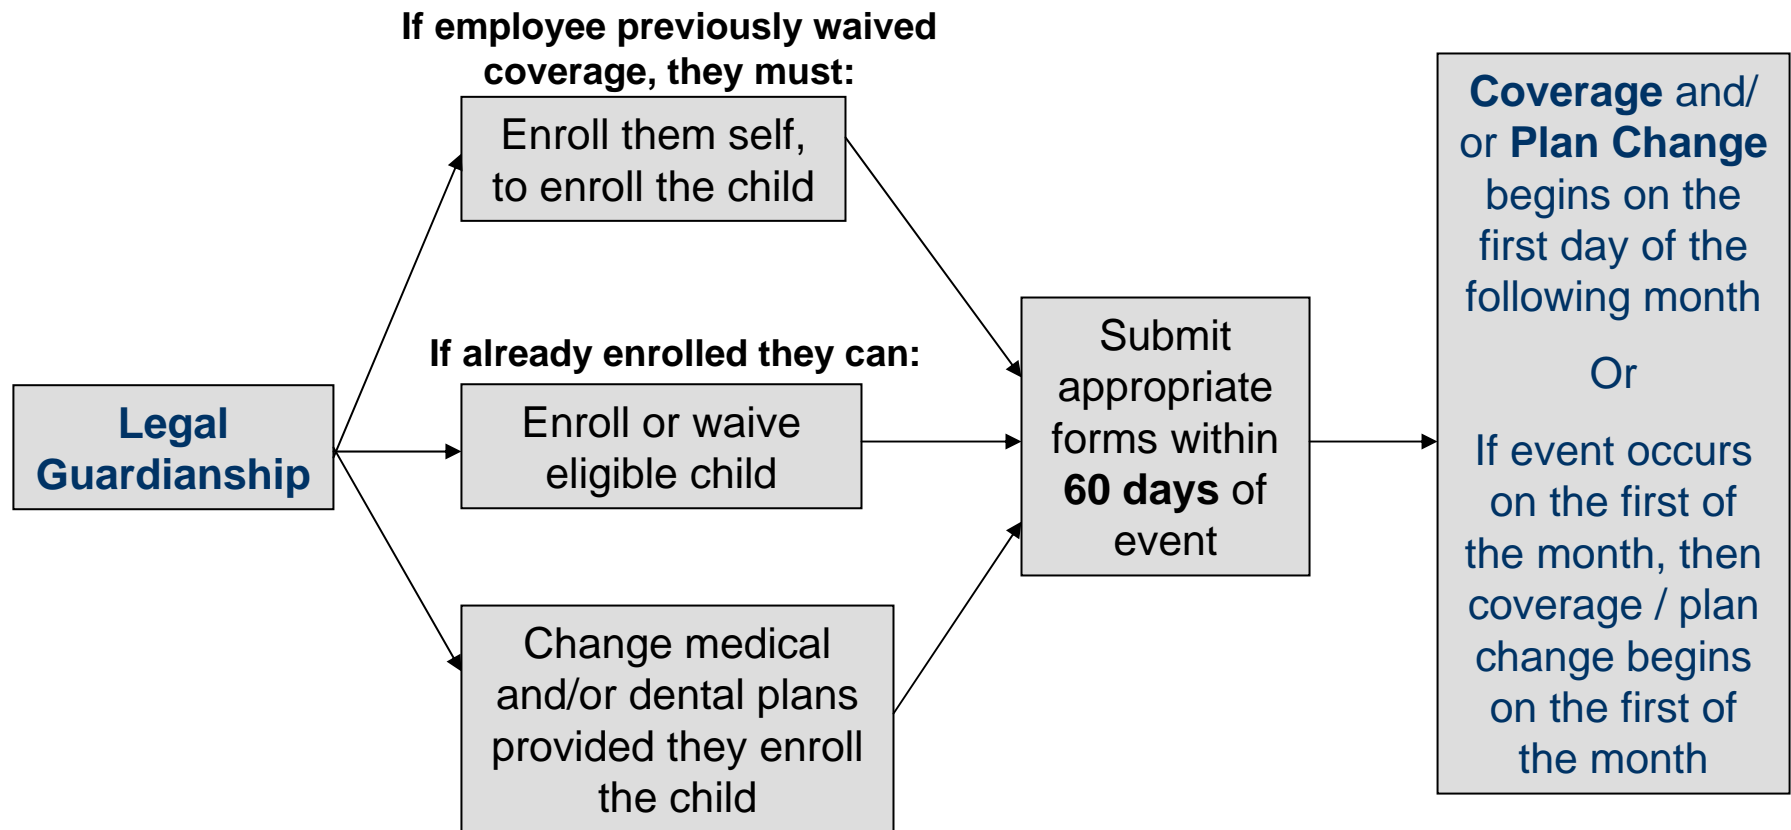 If employee previously waived
coverage, they must:
Enroll them self,
to enroll the child
If already enrolled they can:
Legal
Guardianship
Enroll or waive
eligible child
Change medical
and/or dental plans
provided they enroll
the child
Submit
appropriate
forms within
60 days of
event
Coverage and/
or Plan Change
begins on the
first day of the
following month
Or
If event occurs
on the first of
the month, then
coverage / plan
change begins
on the first of
the month